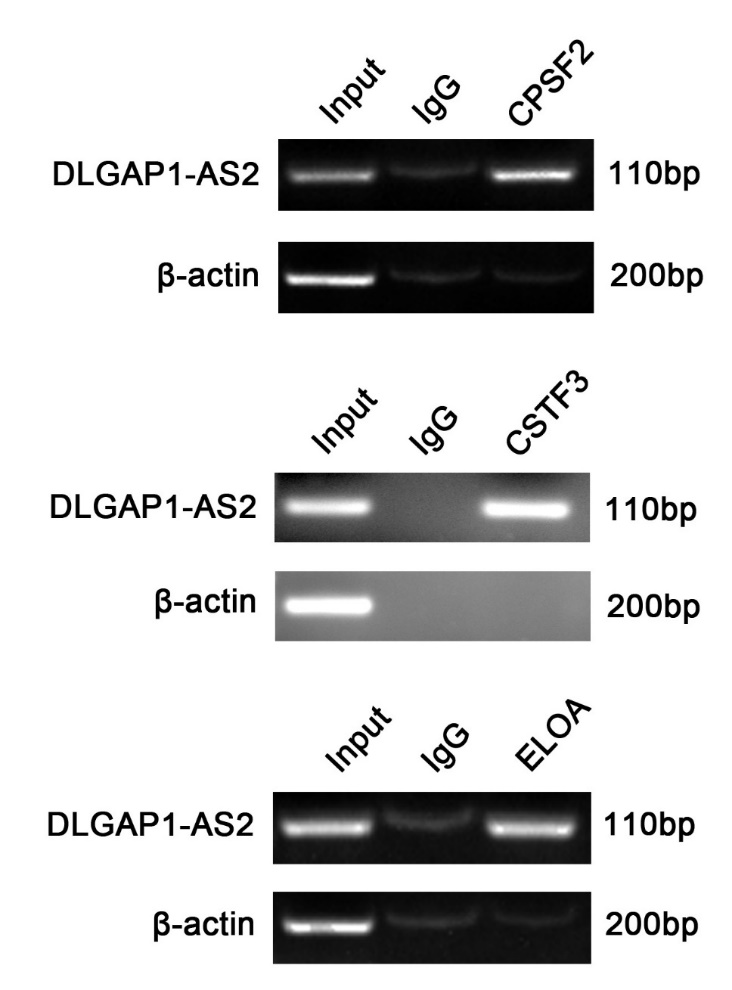 Input IgG CPSF2
DLGAP1-AS2 110bp
β-actin 200bp
Input IgG CSTF3
DLGAP1-AS2 110bp
β-actin 200bp
Input IgG ELOA
DLGAP1-AS2 110bp
β-actin 200bp